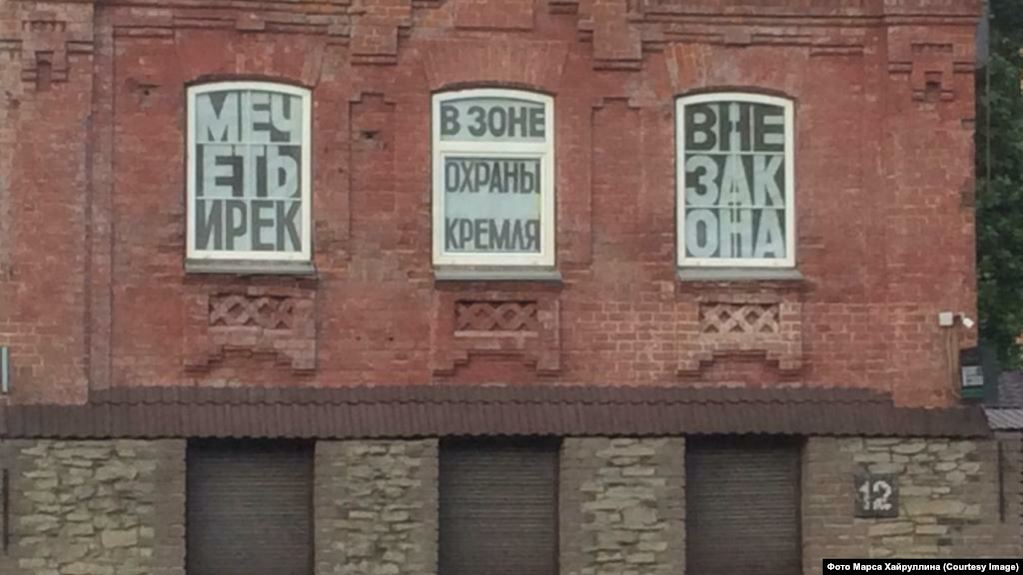 МЕЧ
ЕТЬ
ИРЕК
В ЗОНЕ
ОХРАНЫ
КРЕМЛЯ
ВНЕ
ЗАК
ОНА
12
Фото Марса Хайруллина (Courtesy Image)